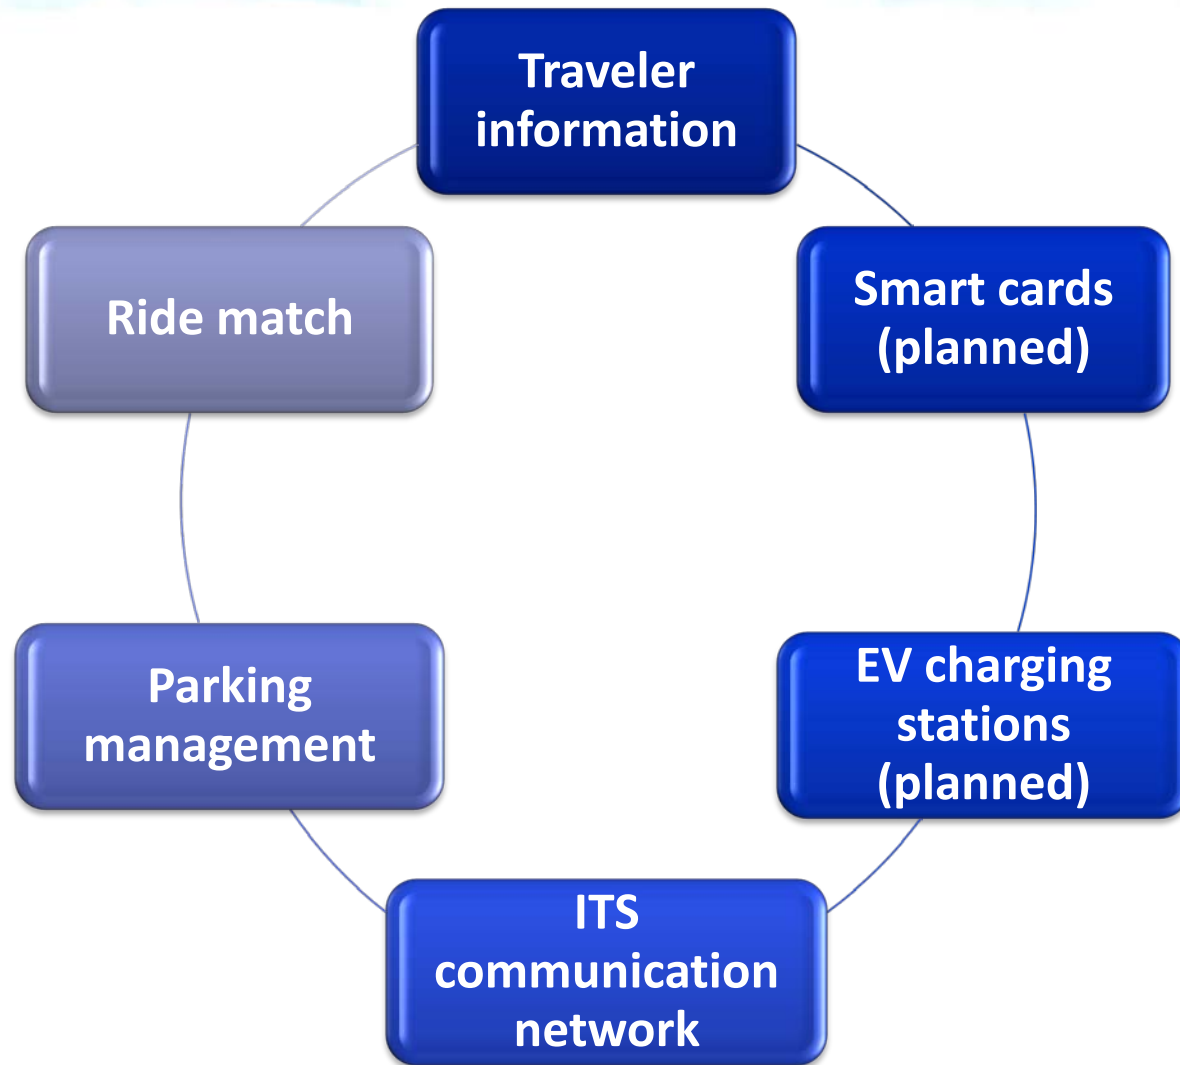 Traveler
information
Smart cards
(planned)
EV charging
stations
(planned)
ITS
communication
network
Parking
management
Ride match